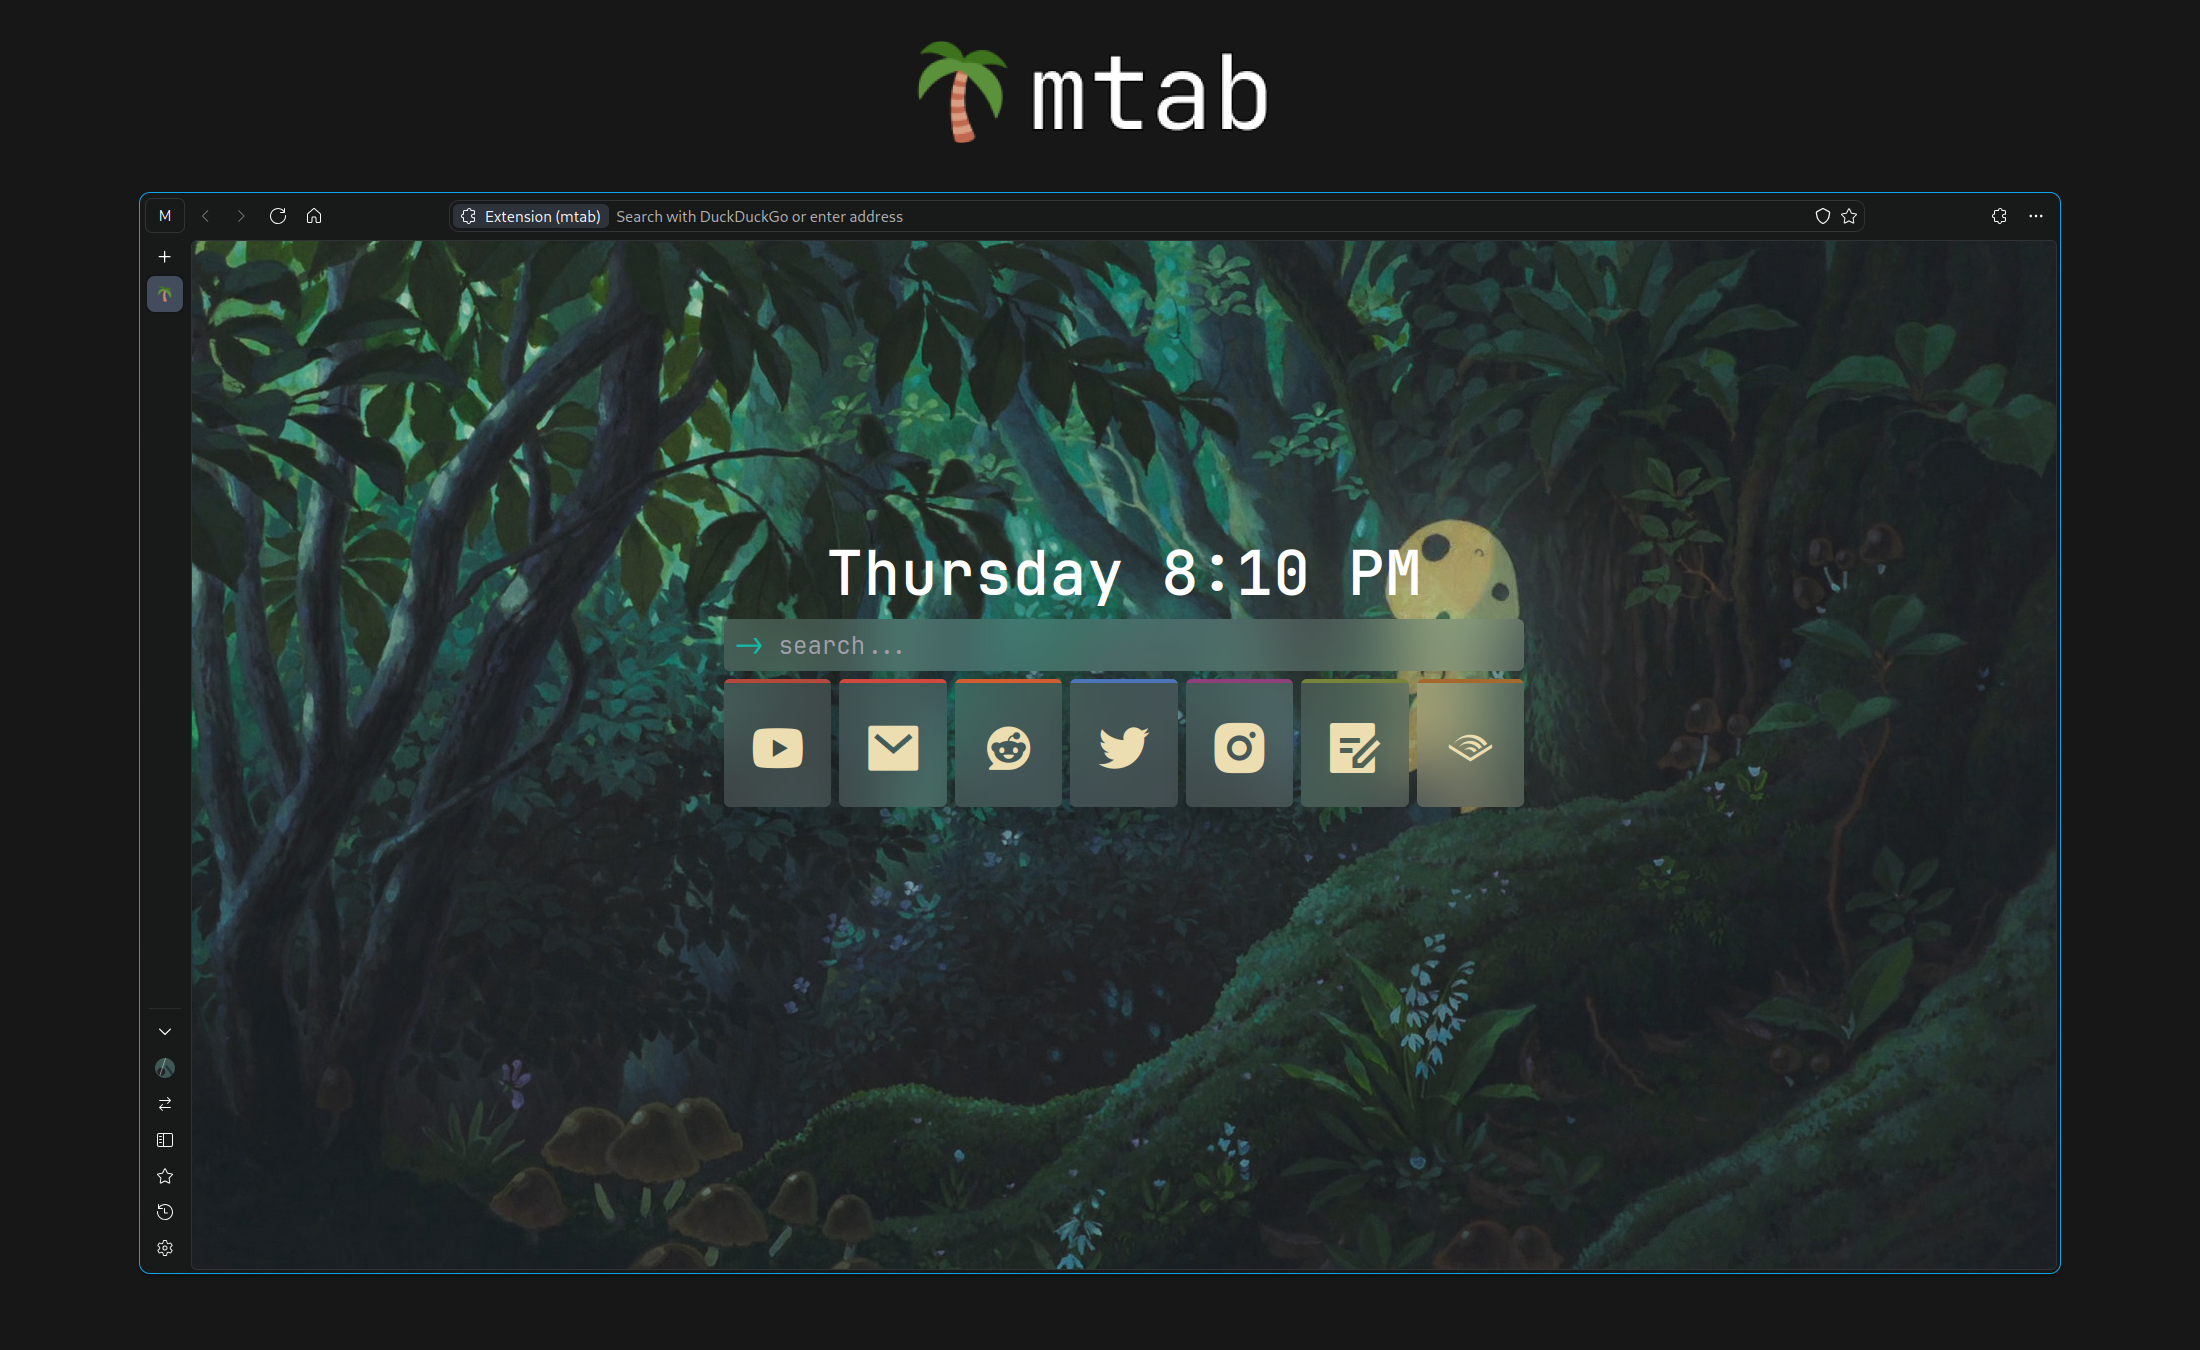 mtab
M
Extension (mtab) Search with DuckDuckGo or enter address
Thursday 8:10 PM
search...